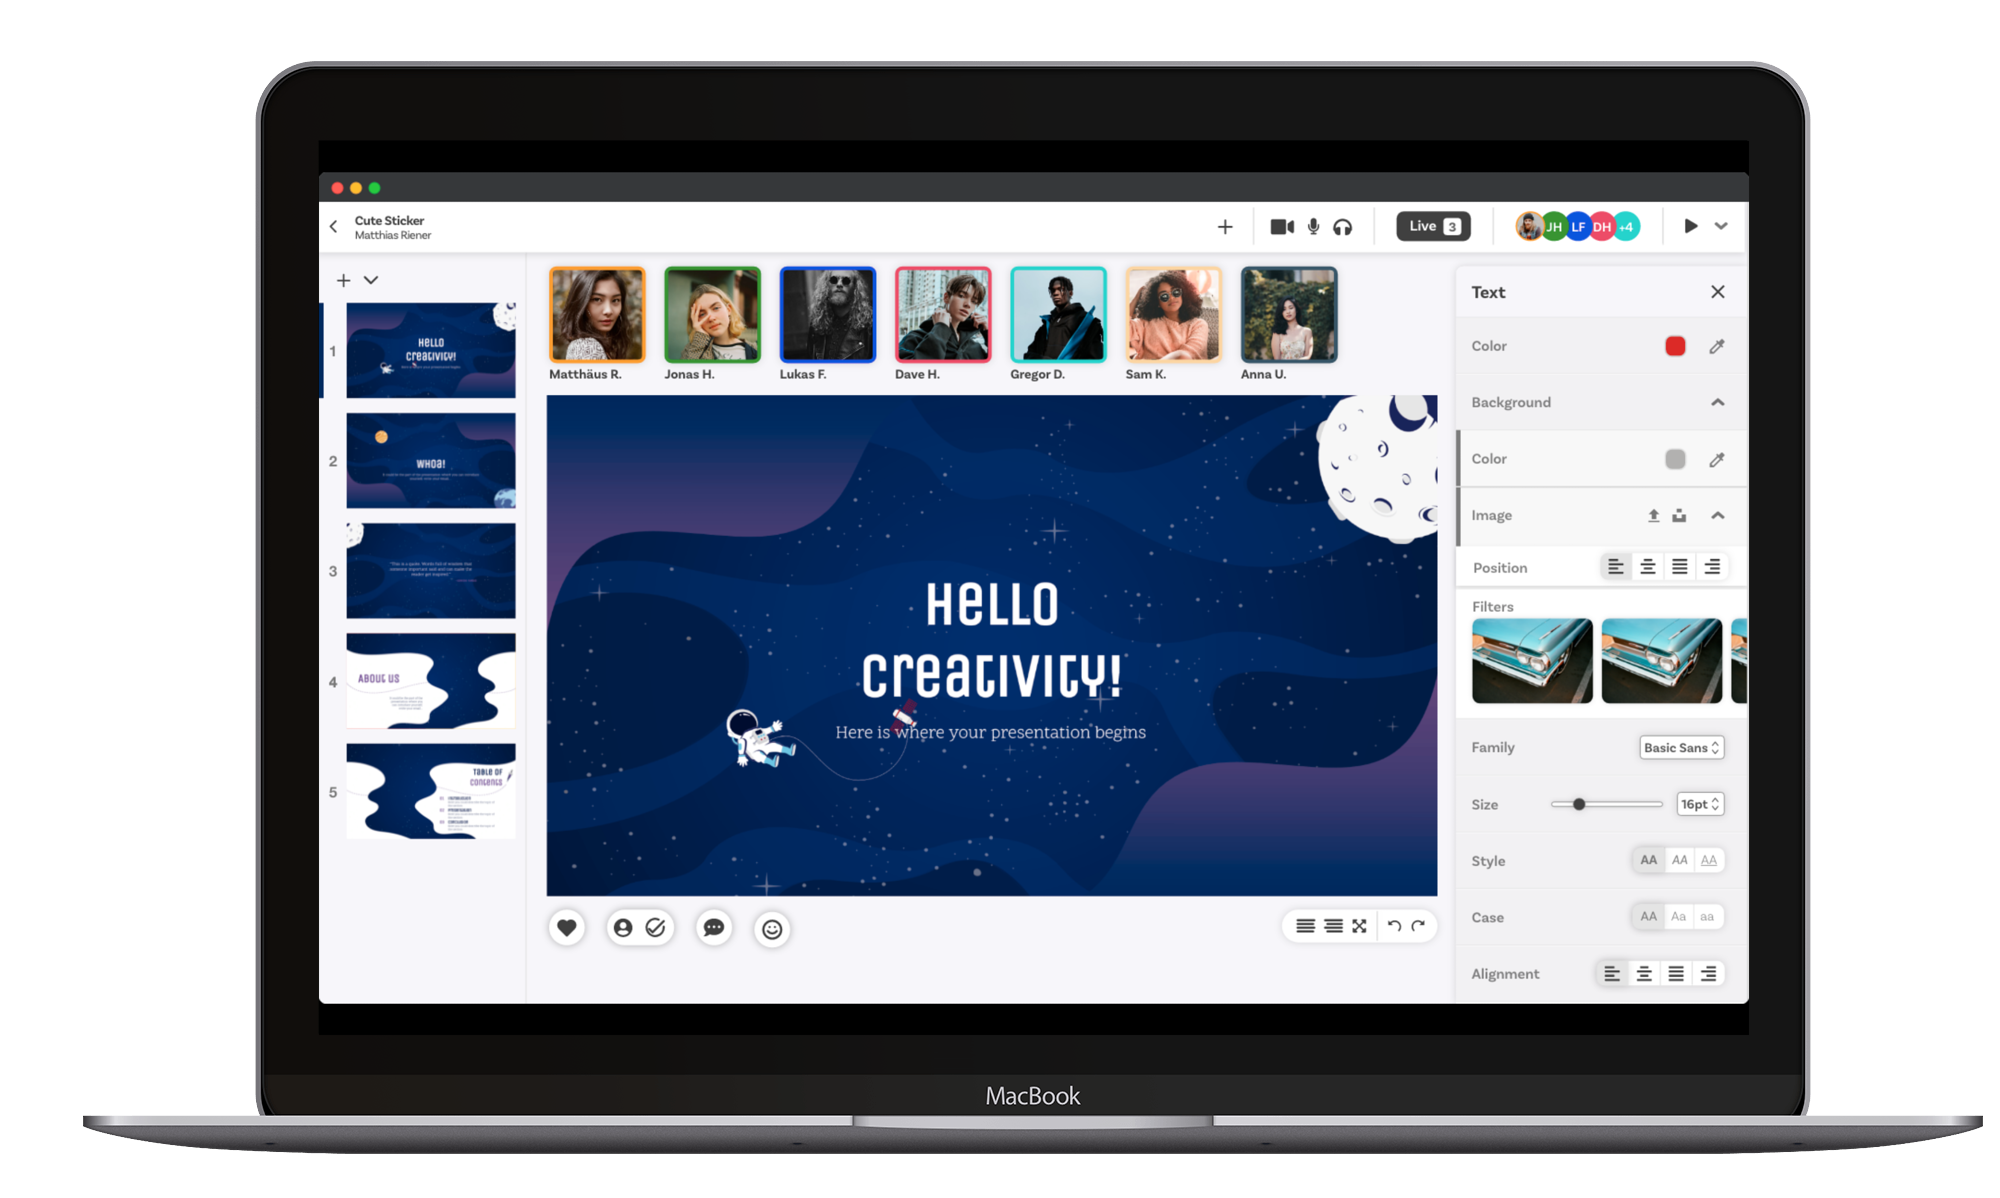 Cute Sticker
Matthias Riener
Live 3
JH LF DH +4
1
HELLO
Creativity!
2
WHOA!
3
4
ABOUT US
5
TABLE OF
CONTENTS
Matthäus R.
Jonas H.
Lukas F.
Dave H.
Gregor D.
Sam K.
Anna U.
HeLLO
creativity!
Here is where your presentation begins
Text
Color
Background
Color
Image
Position
Filters
Family Basic Sans
Size 16pt
Style AA AA AA
Case AA Aa aa
Alignment
MacBook